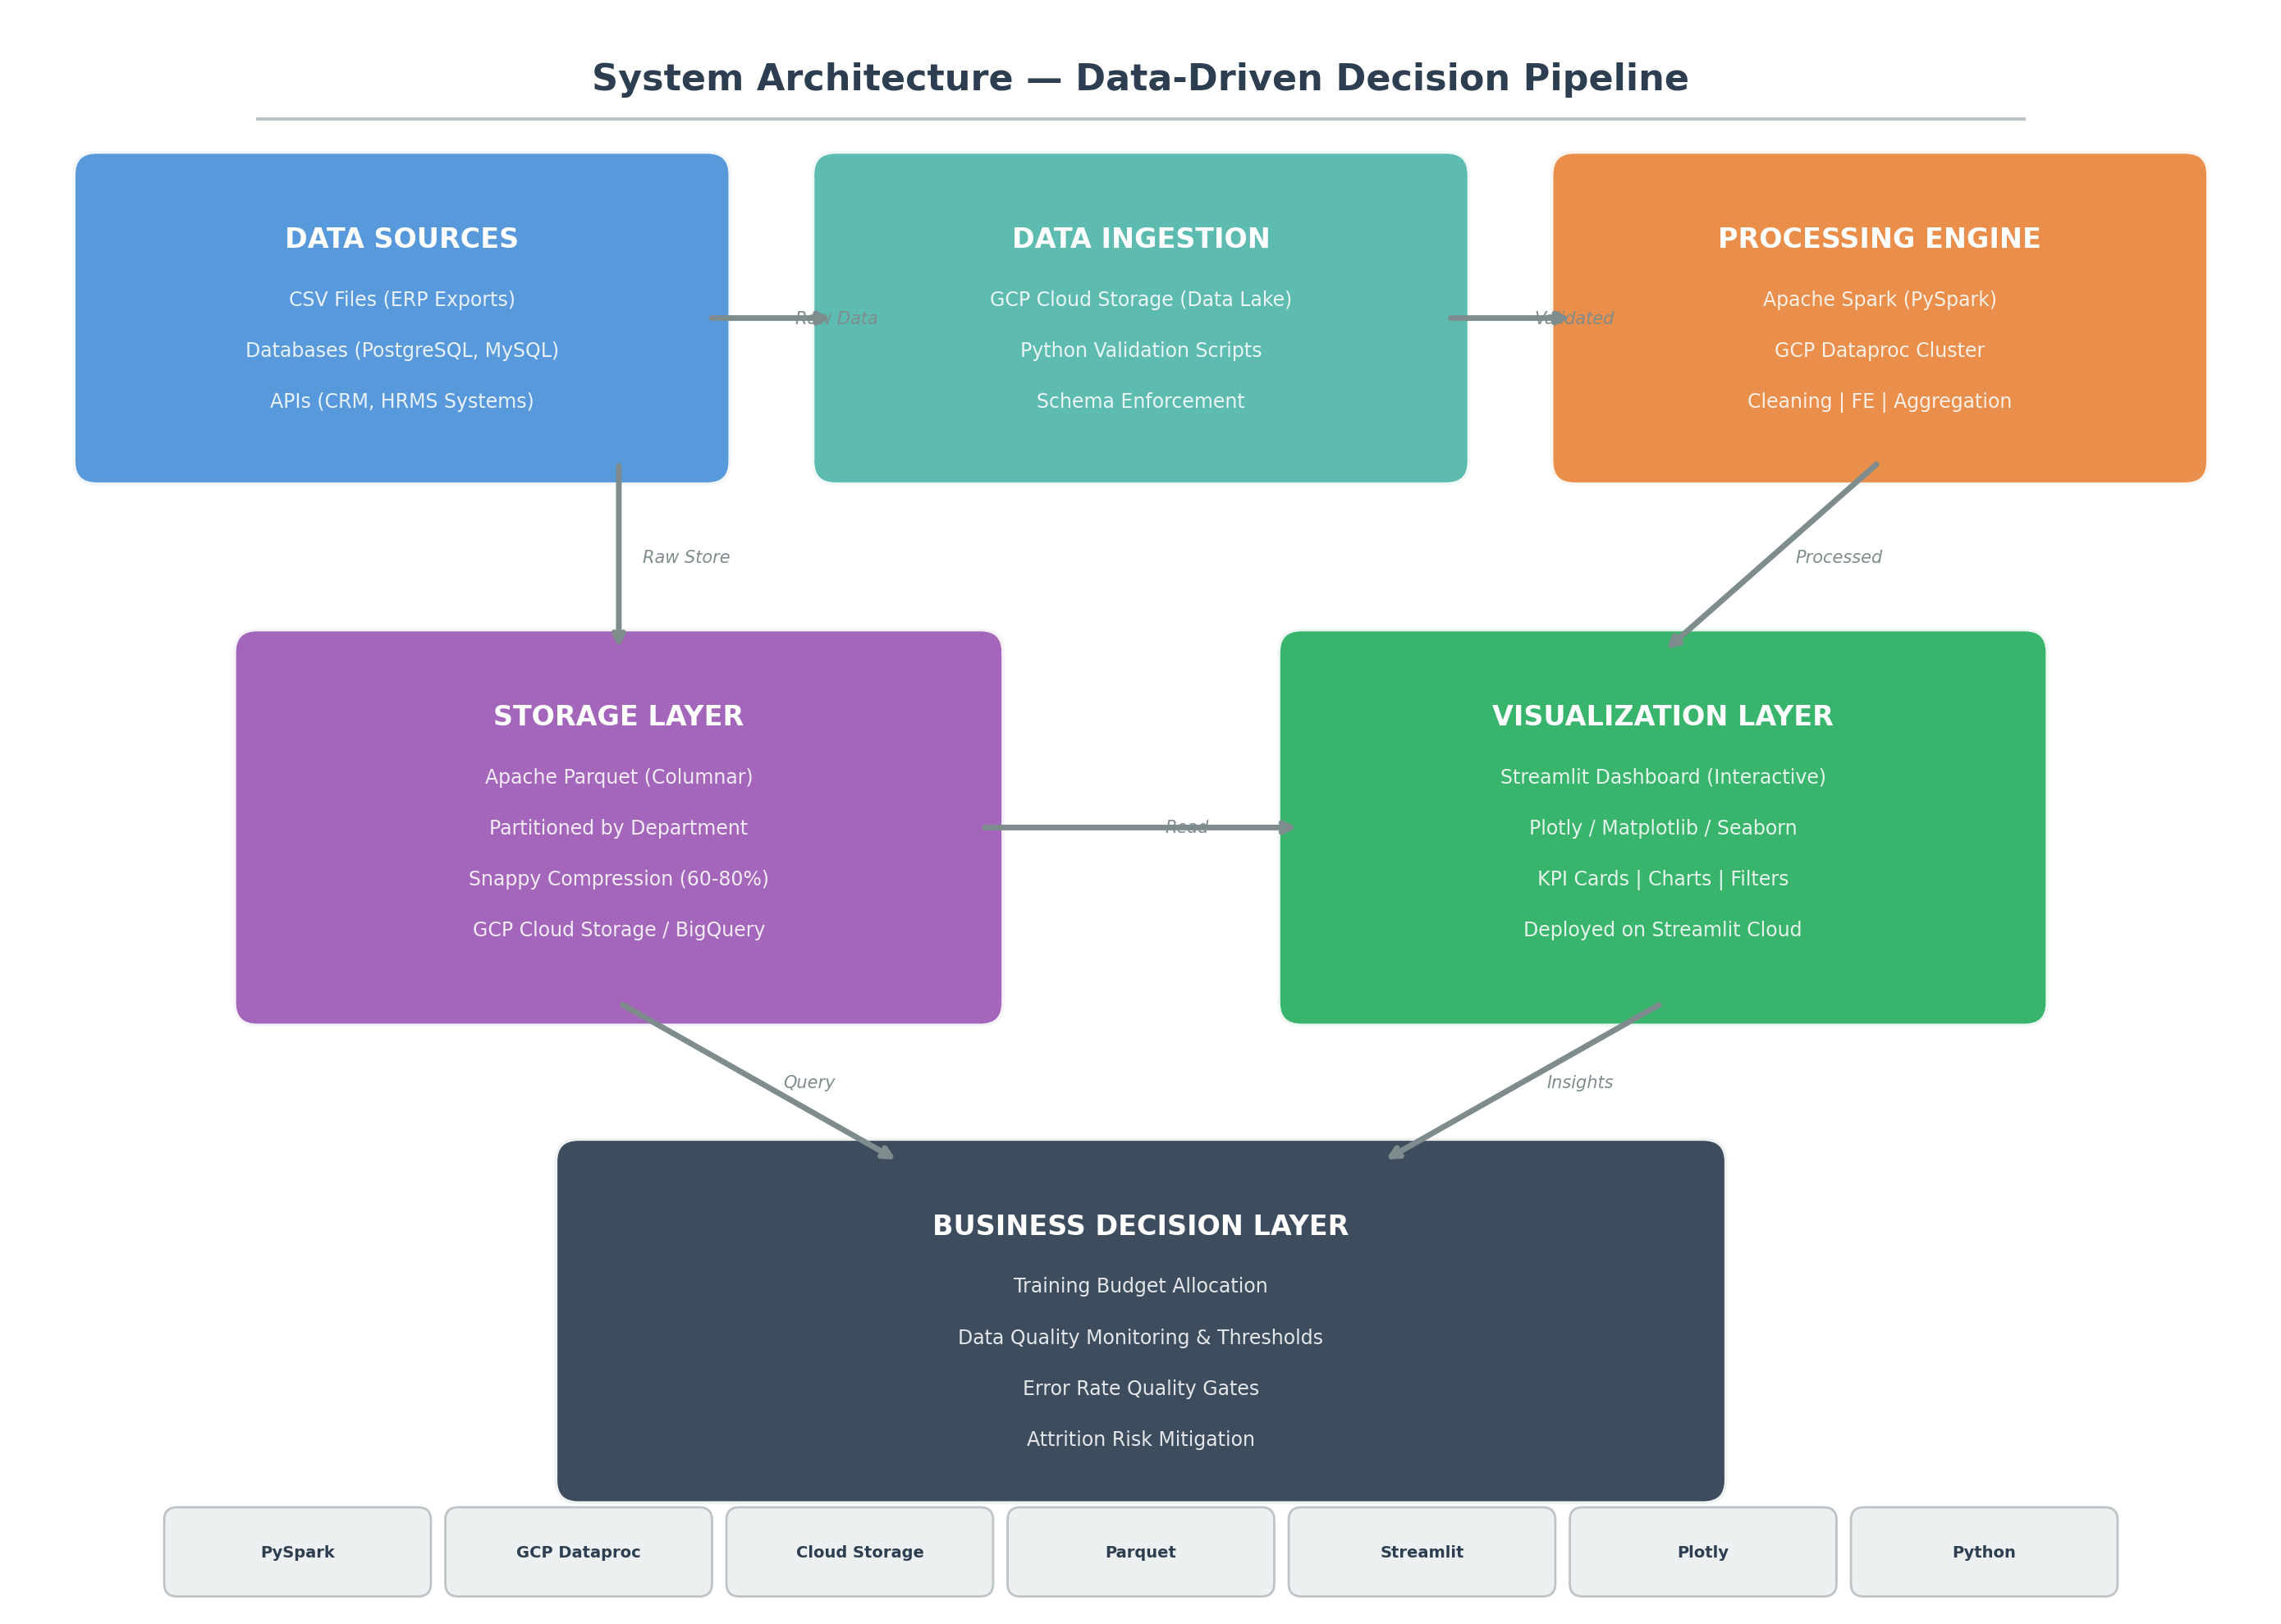 System Architecture — Data-Driven Decision Pipeline
DATA SOURCES
CSV Files (ERP Exports)
Databases (PostgreSQL, MySQL)
APIs (CRM, HRMS Systems)
Raw Data
DATA INGESTION
GCP Cloud Storage (Data Lake)
Python Validation Scripts
Schema Enforcement
Validated
PROCESSING ENGINE
Apache Spark (PySpark)
GCP Dataproc Cluster
Cleaning | FE | Aggregation
Raw Store
Processed
STORAGE LAYER
Apache Parquet (Columnar)
Partitioned by Department
Snappy Compression (60-80%)
GCP Cloud Storage / BigQuery
Read
VISUALIZATION LAYER
Streamlit Dashboard (Interactive)
Plotly / Matplotlib / Seaborn
KPI Cards | Charts | Filters
Deployed on Streamlit Cloud
Query
Insights
BUSINESS DECISION LAYER
Training Budget Allocation
Data Quality Monitoring & Thresholds
Error Rate Quality Gates
Attrition Risk Mitigation
PySpark
GCP Dataproc
Cloud Storage
Parquet
Streamlit
Plotly
Python